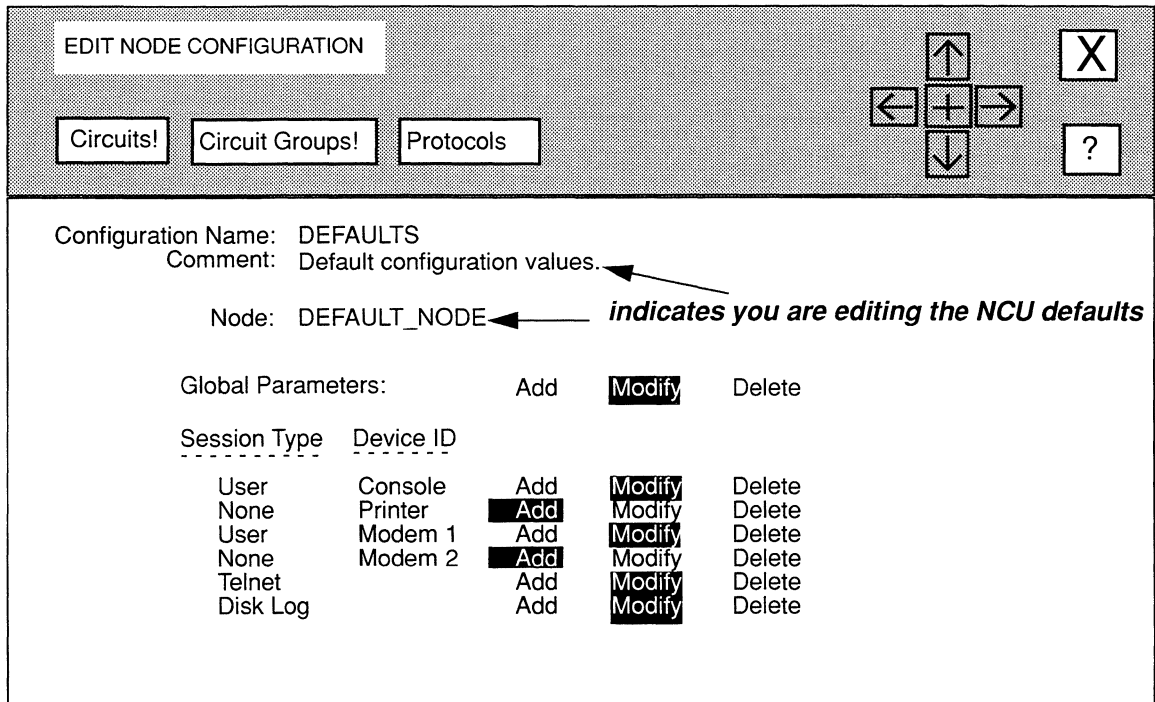 EDIT NODE CONFIGURATION
X
Circuits! Circuit Groups! Protocols
?
Configuration Name: DEFAULTS
Comment: Default configuration values.
indicates you are editing the NCU defaults
Node: DEFAULT_NODE
Global Parameters: Add Modify Delete
Session Type Device ID
User Console Add Modify Delete
None Printer Add Modify Delete
User Modem 1 Add Modify Delete
None Modem 2 Add Modify Delete
Telnet Add Modify Delete
Disk Log Add Modify Delete